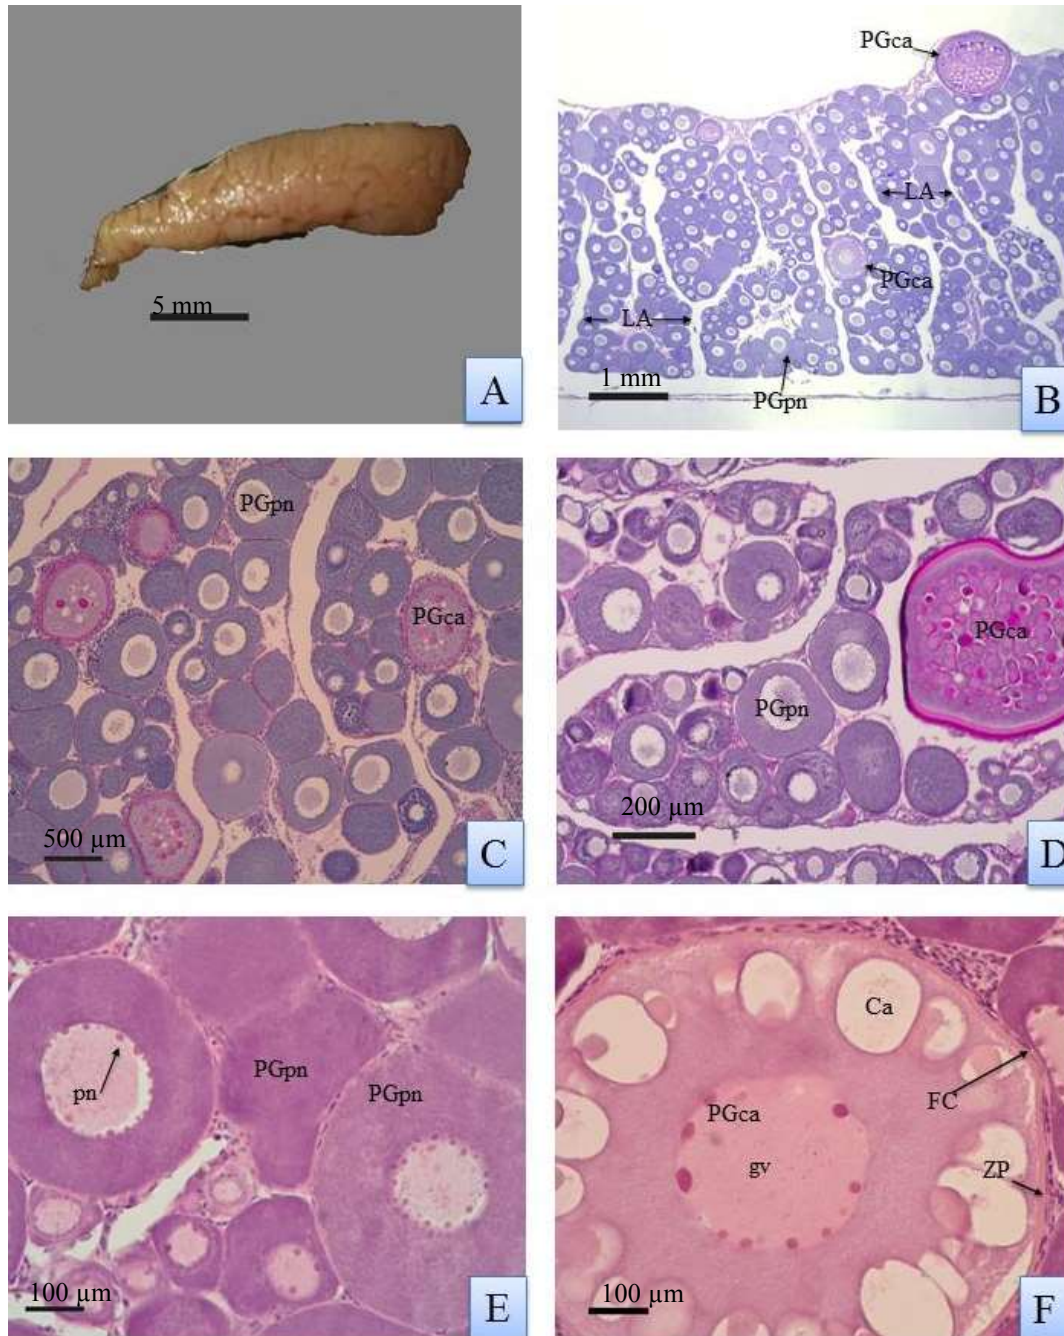 5 mm
A
PGca
LA
PGca
LA
1 mm
PGpn
B
PGpn
PGca
500 µm
C
PGca
PGpn
200 µm
D
PGpn
pn
PGpn
100 µm
E
Ca
PGca
FC
gv
ZP
100 µm
F